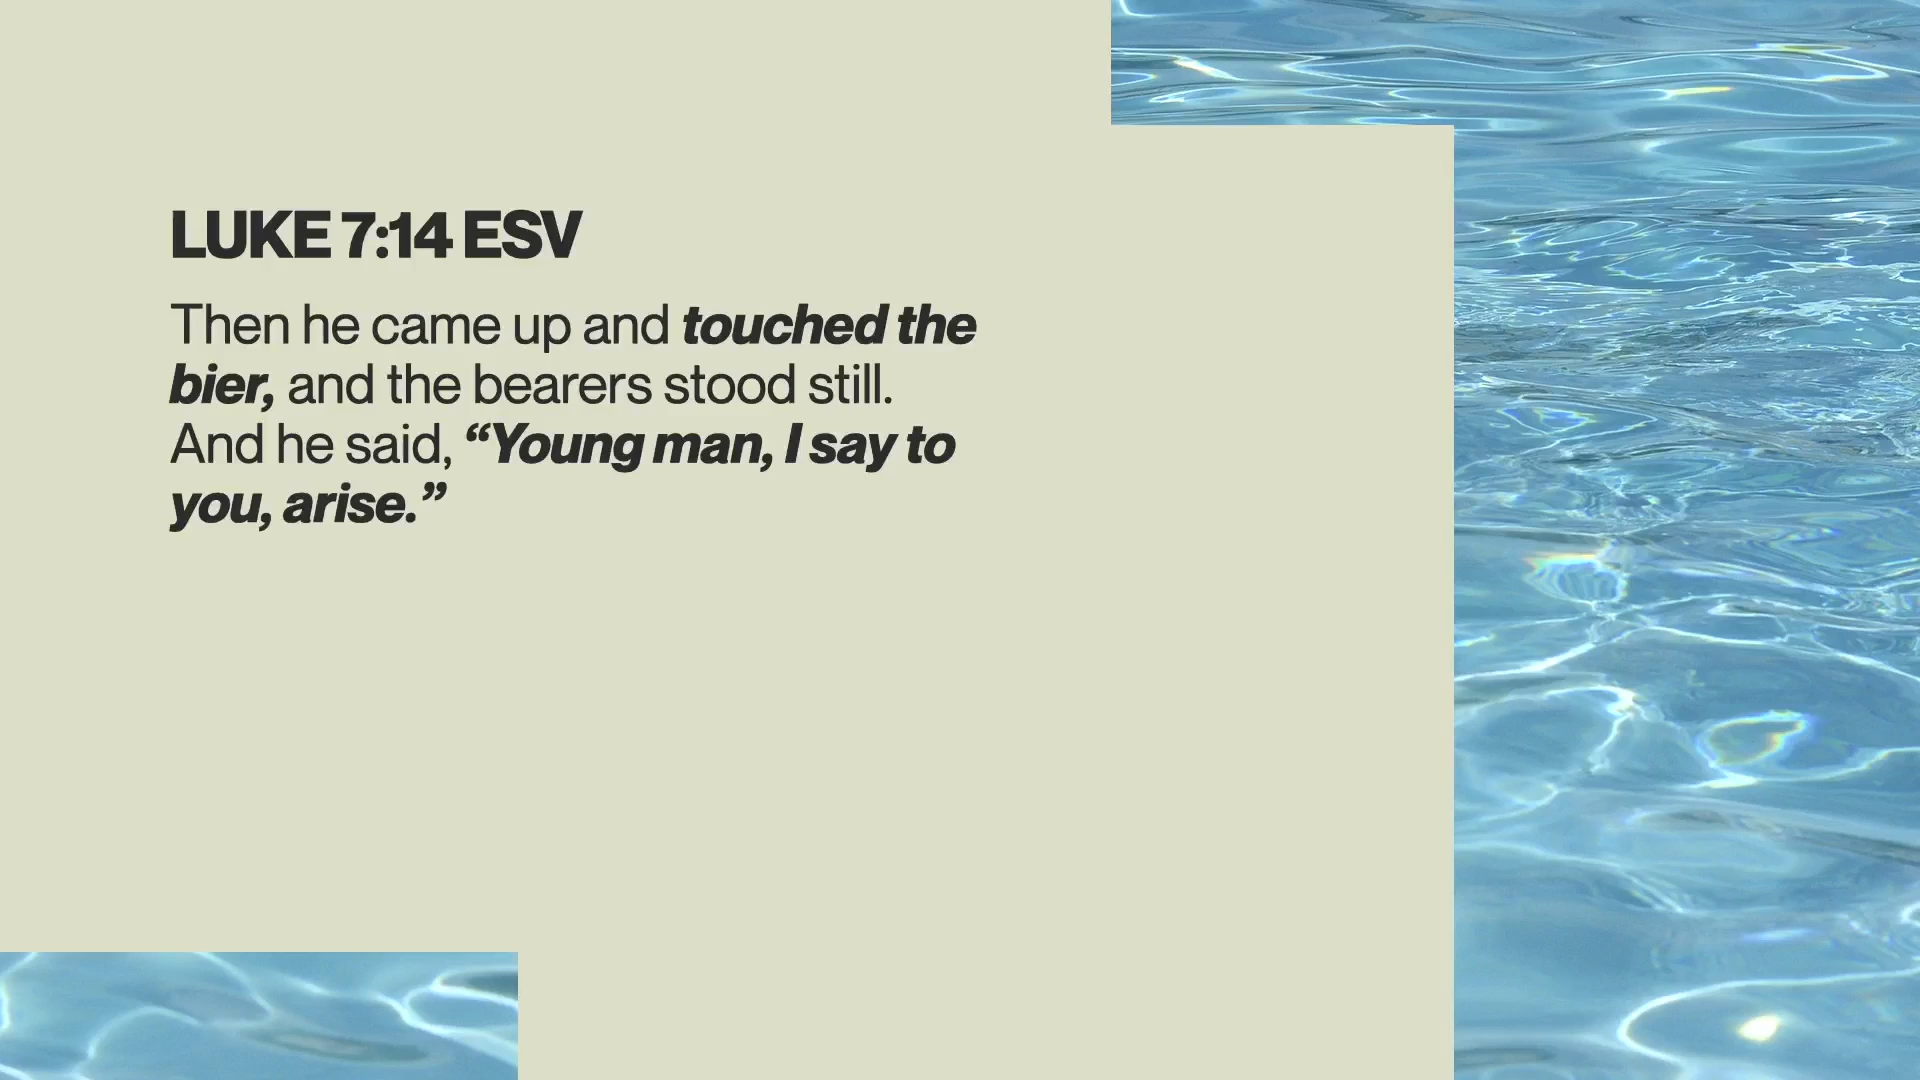 LUKE 7:14 ESV
Then he came up and touched the
bier, and the bearers stood still.
And he said, “Young man, I say to
you, arise.”